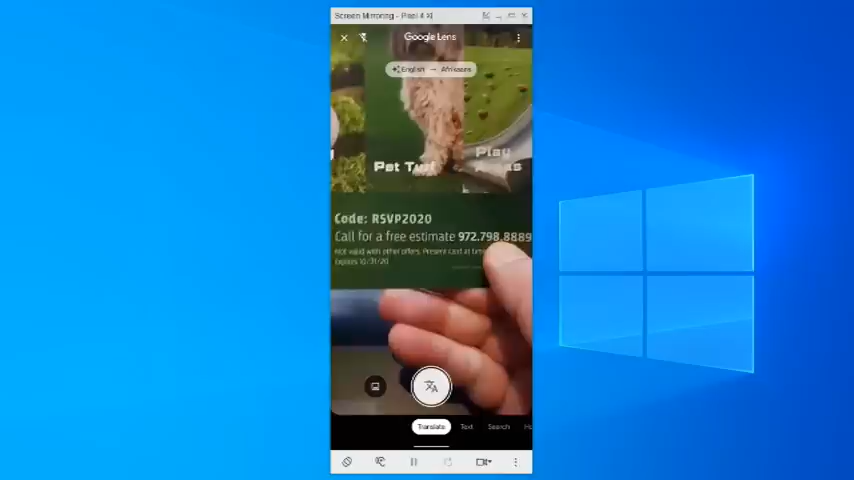 Screen Mirroring - Pixel 4 Xl
Google Lens
English → Afrikaans
Pet Turf
Play
Code: RSVP2020
Call for a free estimate 972.798.8889
Not valid with other offers. Present card at time
Expires 10/31/20
Translate
Text
Search